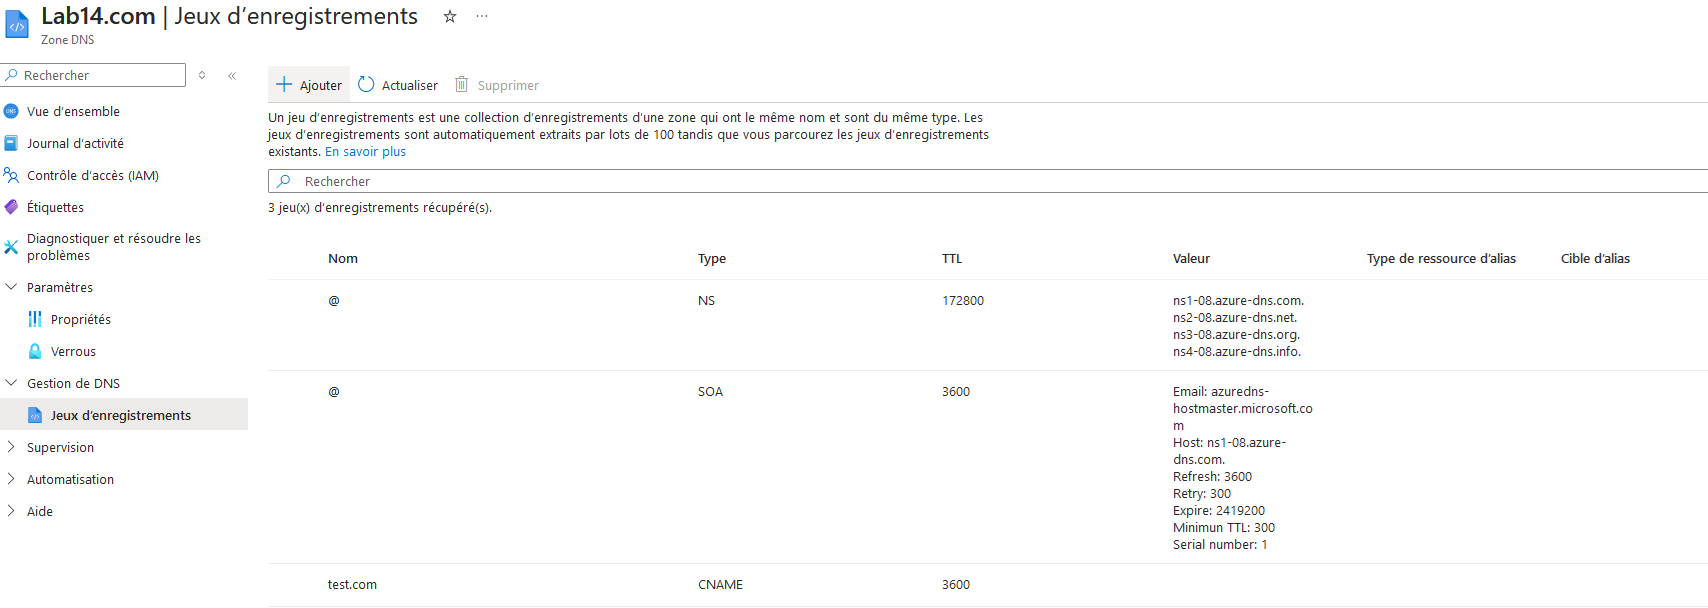 Lab14.com | Jeux d’enregistrements
Zone DNS
Rechercher
Vue d’ensemble
Journal d’activité
Contrôle d’accès (IAM)
Étiquettes
Diagnostiquer et résoudre les
problèmes
Paramètres
Propriétés
Verrous
Gestion de DNS
Jeux d’enregistrements
Supervision
Automatisation
Aide
Ajouter Actualiser Supprimer
Un jeu d’enregistrements est une collection d’enregistrements d’une zone qui ont le même nom et sont du même type. Les
jeux d’enregistrements sont automatiquement extraits par lots de 100 tandis que vous parcourez les jeux d’enregistrements
existants. En savoir plus
Rechercher
3 jeu(x) d’enregistrements récupéré(s).
Nom Type TTL Valeur Type de ressource d’alias Cible d’alias
@ NS 172800 ns1-08.azure-dns.com.
ns2-08.azure-dns.net.
ns3-08.azure-dns.org.
ns4-08.azure-dns.info.
@ SOA 3600 Email: azuredns-
hostmaster.microsoft.co
m
Host: ns1-08.azure-
dns.com.
Refresh: 3600
Retry: 300
Expire: 2419200
Minimun TTL: 300
Serial number: 1
test.com CNAME 3600